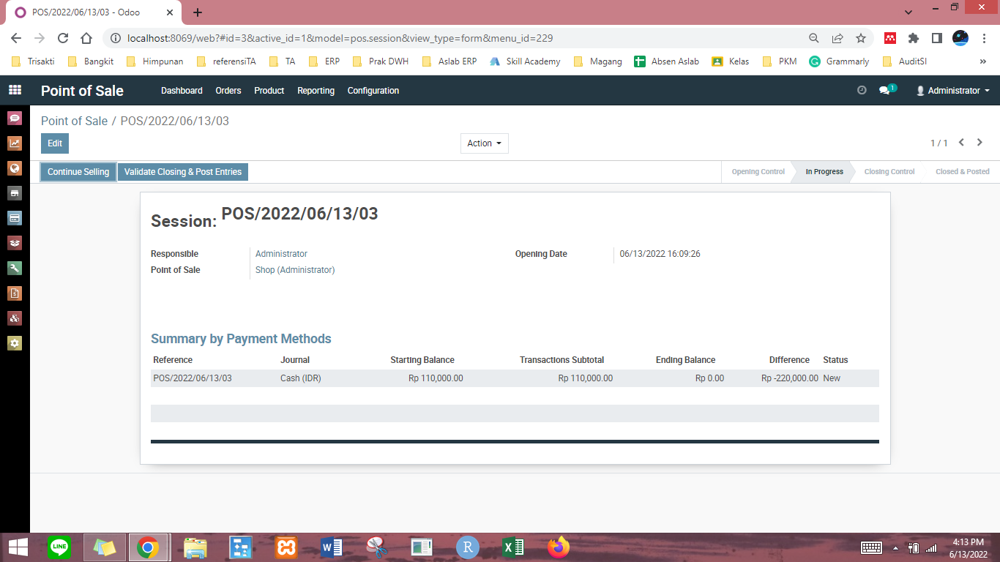 POS/2022/06/13/03 - Odoo
localhost:8069/web?#id=3&active_id=1&model=pos.session&view_type=form&menu_id=229
Trisakti Bangkit Himpunan referensiTA TA ERP Prak DWH Aslab ERP Skill Academy Magang Absen Aslab Kelas PKM Grammarly AuditSI »
Point of Sale Dashboard Orders Product Reporting Configuration 1 Administrator
Point of Sale / POS/2022/06/13/03
Edit Action 1 / 1
Continue Selling Validate Closing & Post Entries Opening Control In Progress Closing Control Closed & Posted
Session: POS/2022/06/13/03
Responsible Administrator Opening Date 06/13/2022 16:09:26
Point of Sale Shop (Administrator)
Summary by Payment Methods
Reference Journal Starting Balance Transactions Subtotal Ending Balance Difference Status
POS/2022/06/13/03 Cash (IDR) Rp 110,000.00 Rp 110,000.00 Rp 0.00 Rp -220,000.00 New
LINE W R X
4:13 PM
6/13/2022